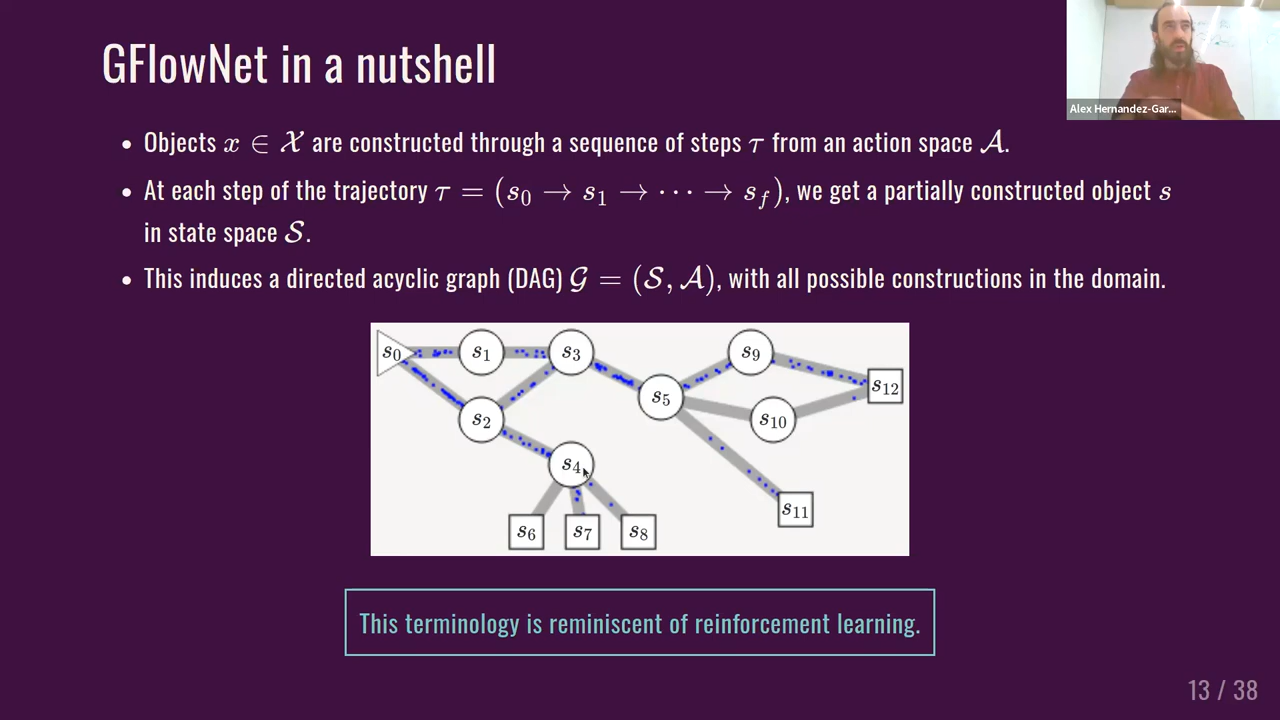 GFlowNet in a nutshell
Alex Hernandez-Gar...
• Objects x ∈ 𝒳 are constructed through a sequence of steps τ from an action space 𝒜.
• At each step of the trajectory τ = (s₀ → s₁ → ⋯ → s_f), we get a partially constructed object s
in state space 𝒮.
• This induces a directed acyclic graph (DAG) 𝒢 = (𝒮, 𝒜), with all possible constructions in the domain.
s₀ s₁ s₃ s₉
s₁₂
s₅
s₂ s₁₀
s₄
s₁₁
s₆ s₇ s₈
This terminology is reminiscent of reinforcement learning.
13 / 38